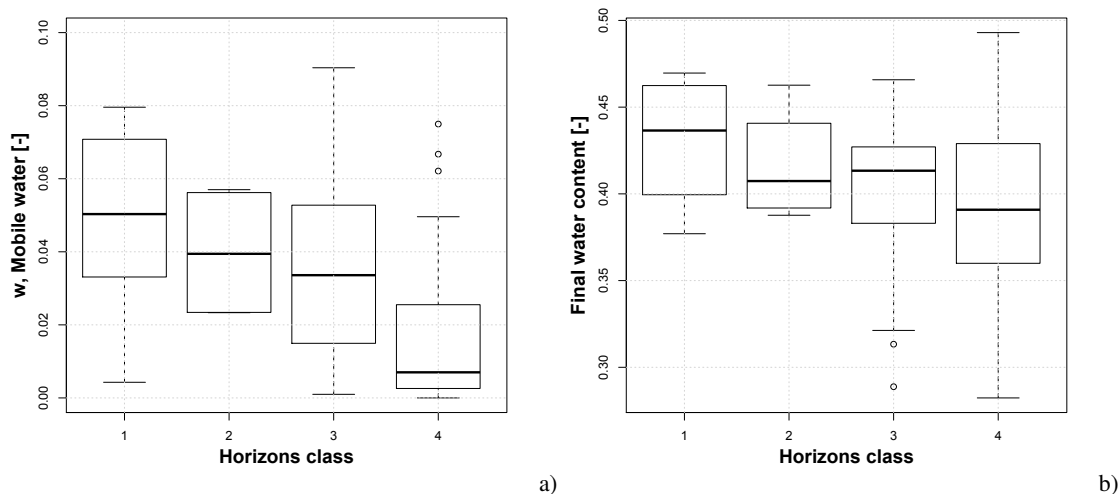 w, Mobile water [-]
0.10
0.08
0.06
0.04
0.02
0.00
1 2 3 4
Horizons class
a)
Final water content [-]
0.50
0.45
0.40
0.35
0.30
1 2 3 4
Horizons class
b)